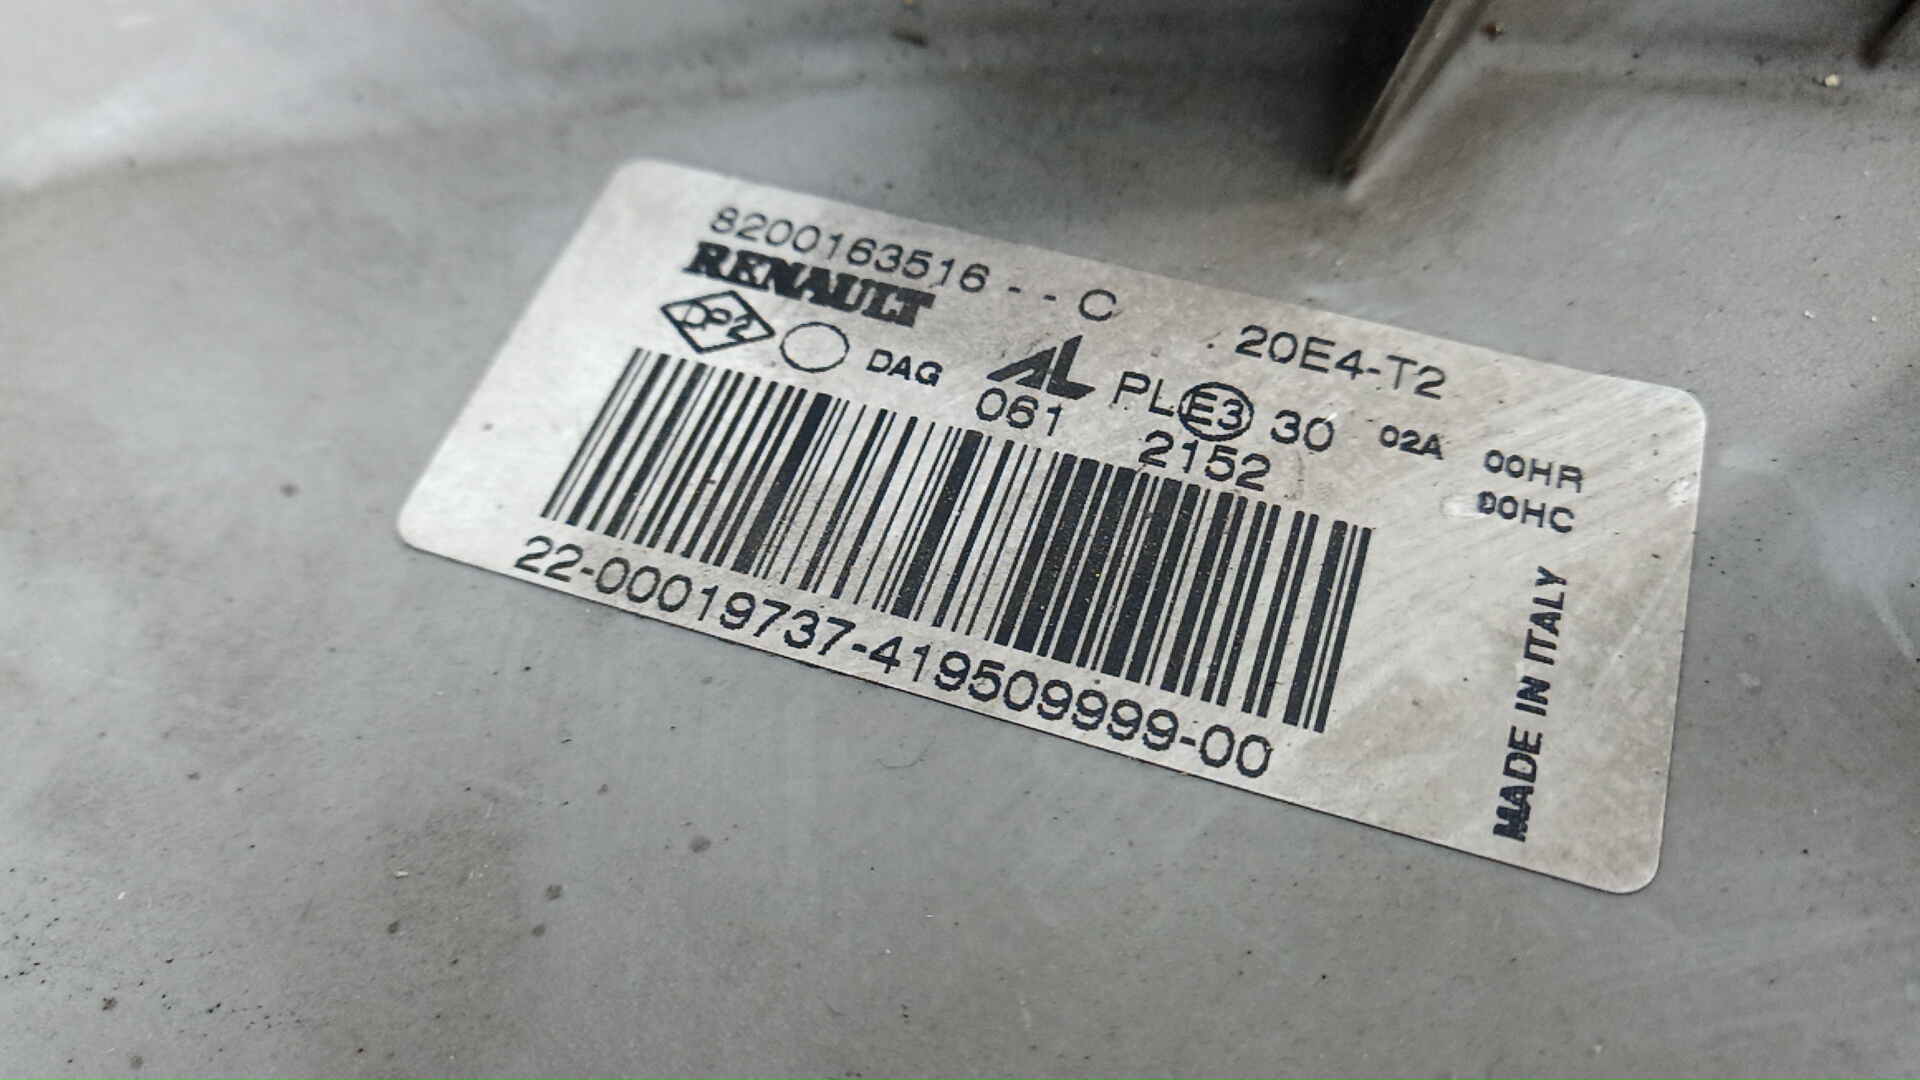 8200163516 - - C 20E4-T2
RENAULT
DP2 DAG AL PL E3 30 02A 00HR
061 2152 00HC
22-00019737-419509999-00
MADE IN ITALY